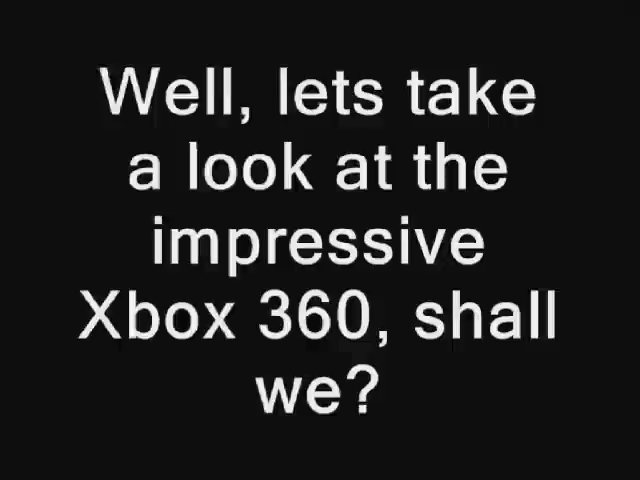 Well, lets take
a look at the
impressive
Xbox 360, shall
we?